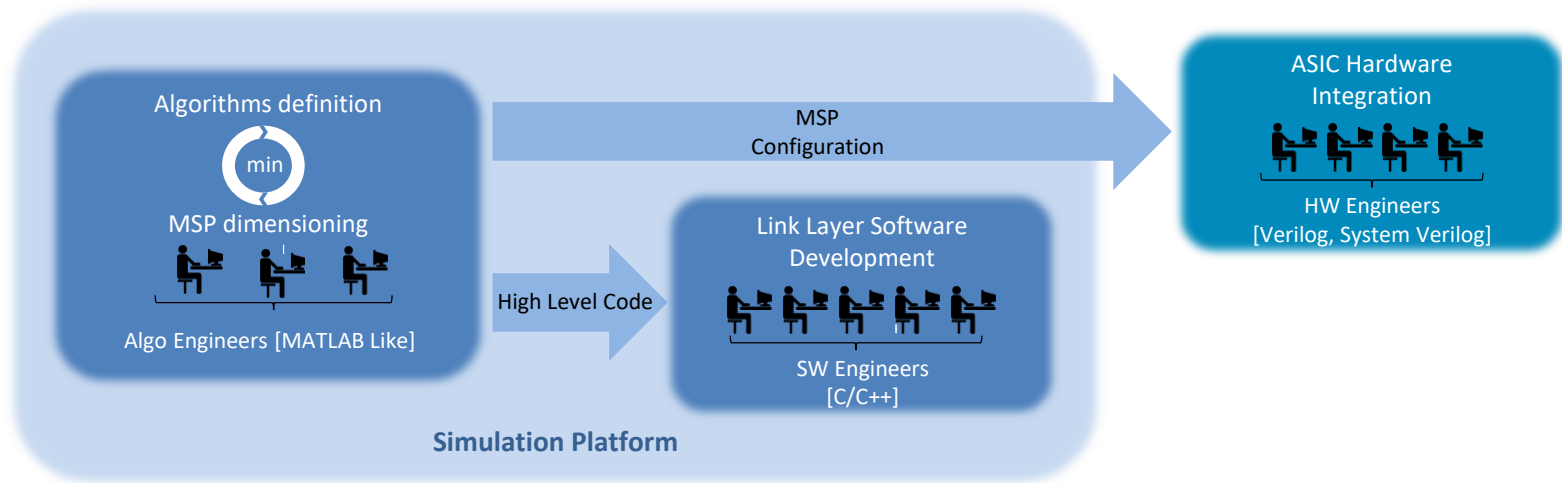 Algorithms definition
min
MSP dimensioning
Algo Engineers [MATLAB Like]
MSP
Configuration
High Level Code
Link Layer Software
Development
SW Engineers
[C/C++]
Simulation Platform
ASIC Hardware
Integration
HW Engineers
[Verilog, System Verilog]